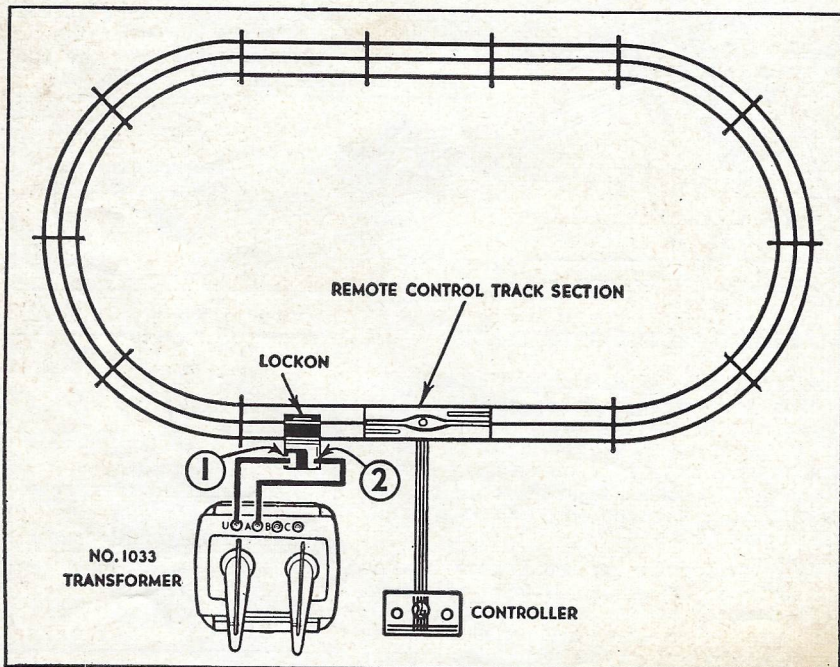 REMOTE CONTROL TRACK SECTION
LOCKON
1
2
U A B C
NO. 1033
TRANSFORMER
CONTROLLER